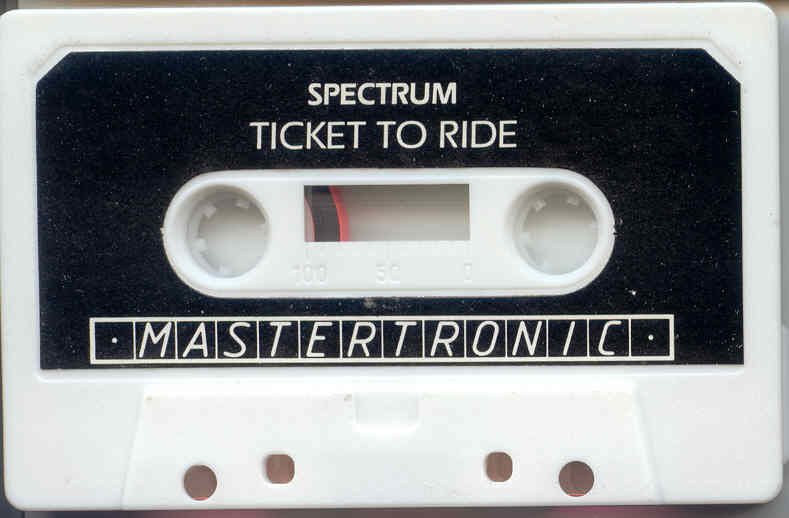 SPECTRUM
TICKET TO RIDE
100 50 0
· MASTERTRONIC ·